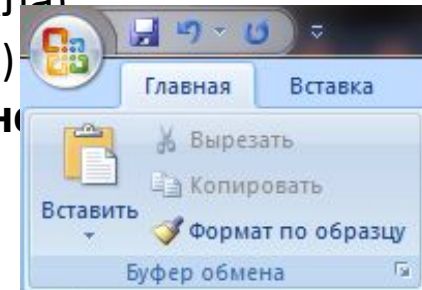 )
Главная Вставка
Вырезать
Копировать
Вставить
Формат по образцу
Буфер обмена